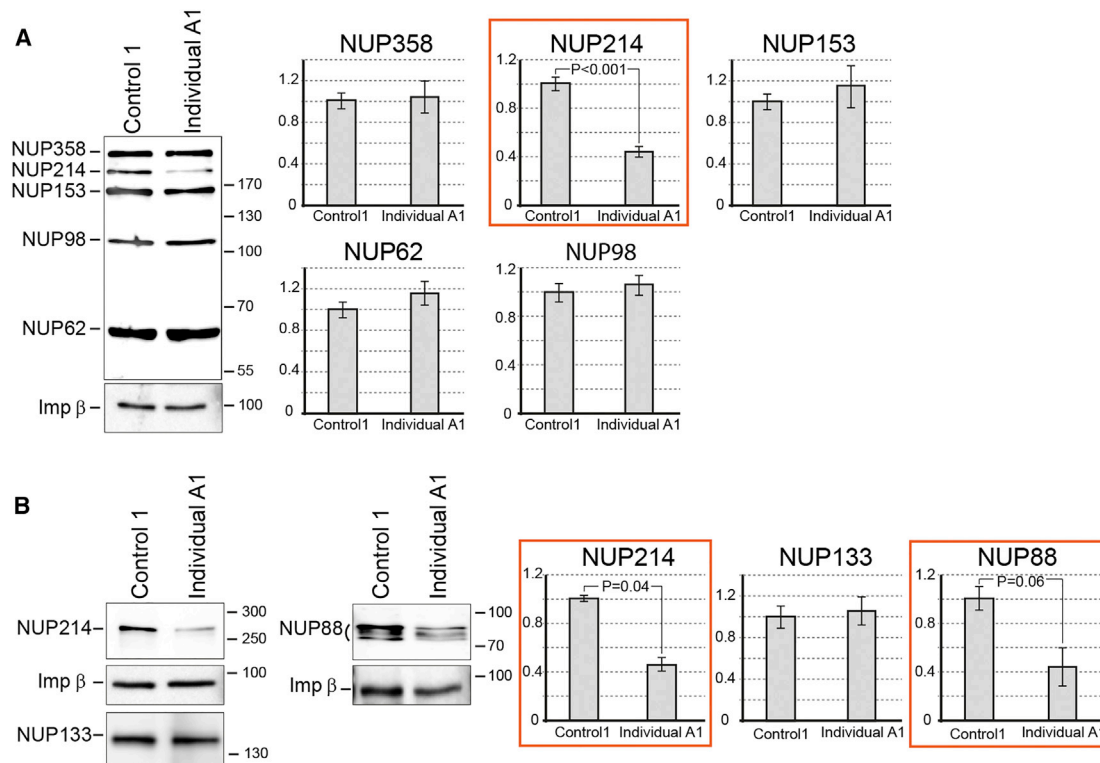 A
Control 1
Individual A1
NUP358
NUP214
NUP153
NUP98
NUP62
Imp β
170
130
100
70
55
100
NUP358
1.2
0.8
0.4
0
Control1 Individual A1
NUP214
P<0.001
1.2
0.8
0.4
0
Control1 Individual A1
NUP153
1.2
0.8
0.4
0
Control1 Individual A1
NUP62
1.2
0.8
0.4
0
Control1 Individual A1
NUP98
1.2
0.8
0.4
0
Control1 Individual A1
B
Control 1
Individual A1
NUP214
300
250
Imp β
100
NUP133
130
Control 1
Individual A1
NUP88
100
70
Imp β
100
NUP214
P=0.04
1.2
0.8
0.4
0
Control1 Individual A1
NUP133
1.2
0.8
0.4
0
Control1 Individual A1
NUP88
P=0.06
1.2
0.8
0.4
0
Control1 Individual A1